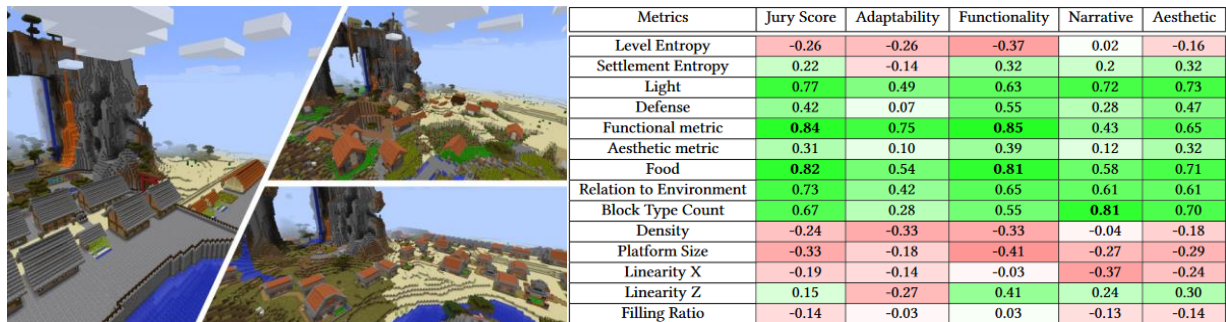 Metrics Jury Score Adaptability Functionality Narrative Aesthetic
Level Entropy -0.26 -0.26 -0.37 0.02 -0.16
Settlement Entropy 0.22 -0.14 0.32 0.2 0.32
Light 0.77 0.49 0.63 0.72 0.73
Defense 0.42 0.07 0.55 0.28 0.47
Functional metric 0.84 0.75 0.85 0.43 0.65
Aesthetic metric 0.31 0.10 0.39 0.12 0.32
Food 0.82 0.54 0.81 0.58 0.71
Relation to Environment 0.73 0.42 0.65 0.61 0.61
Block Type Count 0.67 0.28 0.55 0.81 0.70
Density -0.24 -0.33 -0.33 -0.04 -0.18
Platform Size -0.33 -0.18 -0.41 -0.27 -0.29
Linearity X -0.19 -0.14 -0.03 -0.37 -0.24
Linearity Z 0.15 -0.27 0.41 0.24 0.30
Filling Ratio -0.14 -0.03 0.03 -0.13 -0.14